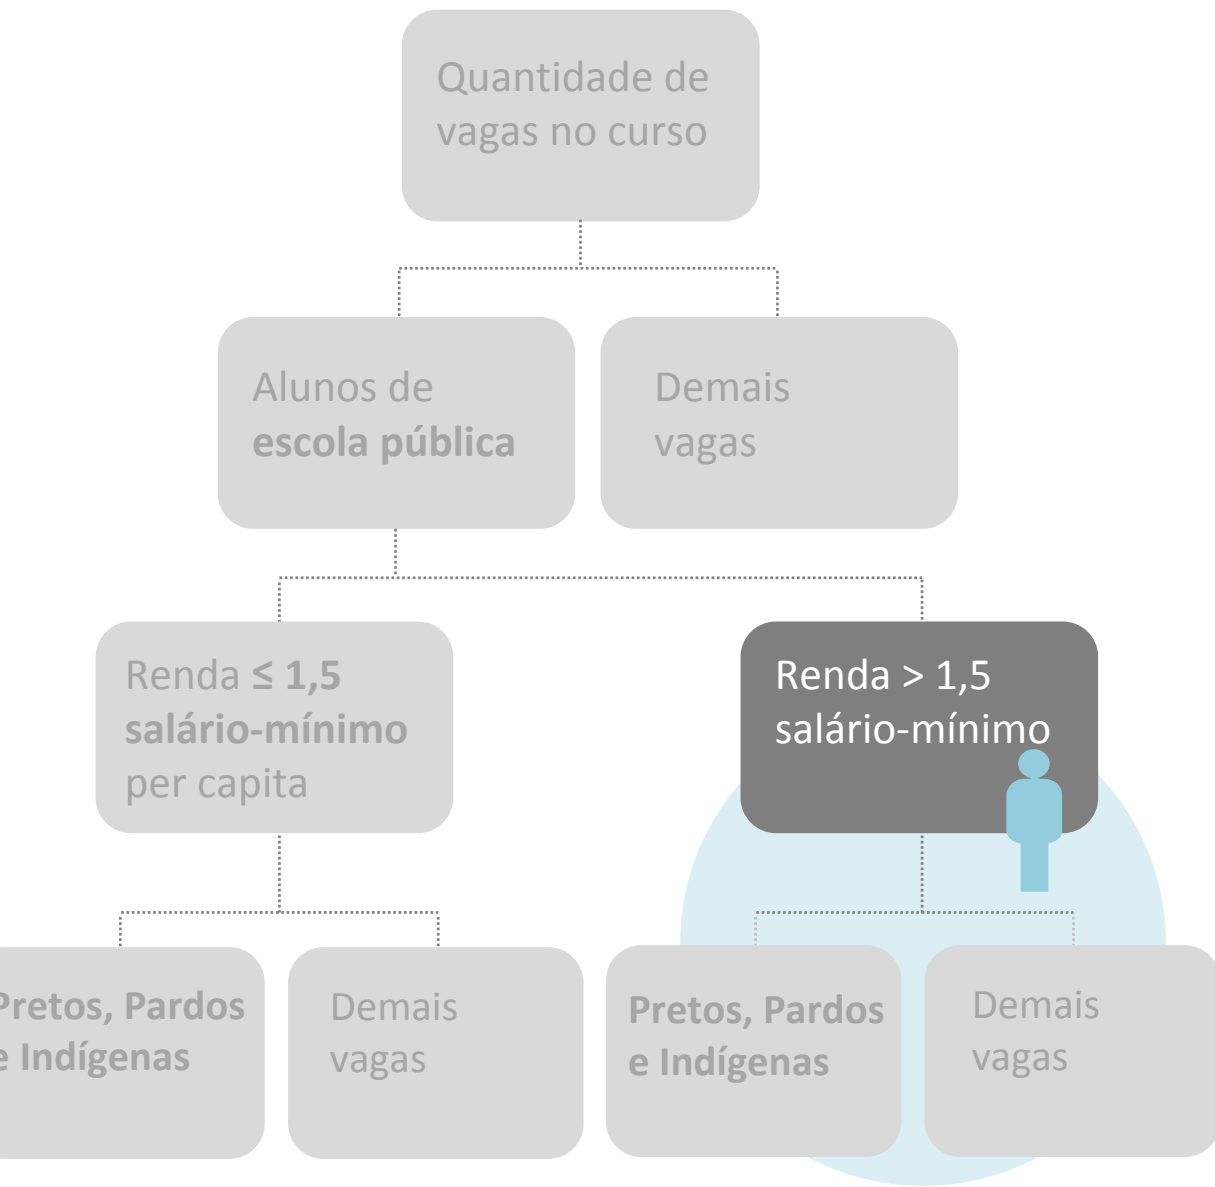 Quantidade de
vagas no curso
Alunos de
escola pública
Demais
vagas
Renda ≤ 1,5
salário-mínimo
per capita
Renda > 1,5
salário-mínimo
Pretos, Pardos
e Indígenas
Demais
vagas
Pretos, Pardos
e Indígenas
Demais
vagas